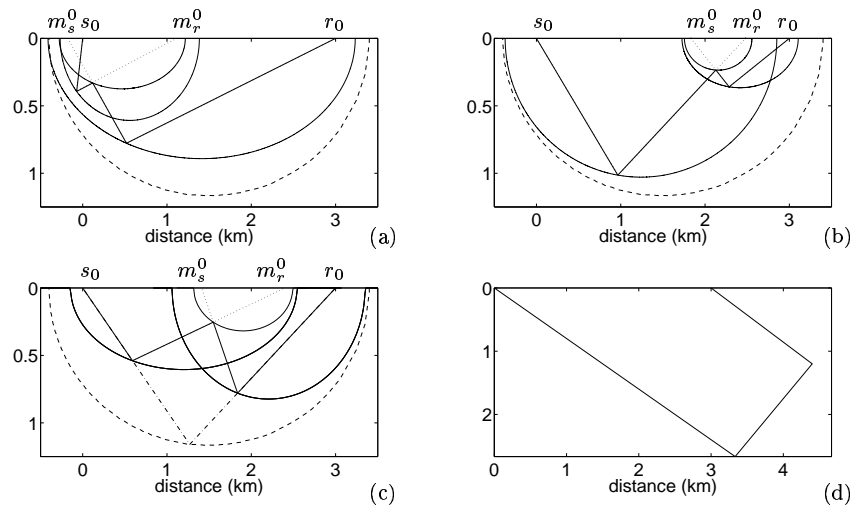 m_s^0 s_0 m_r^0 r_0
0
0.5
1
0 1 2 3
distance (km)
(a)
s_0 m_s^0 m_r^0 r_0
0
0.5
1
0 1 2 3
distance (km)
(b)
s_0 m_s^0 m_r^0 r_0
0
0.5
1
0 1 2 3
distance (km)
(c)
0
1
2
0 1 2 3 4
distance (km)
(d)